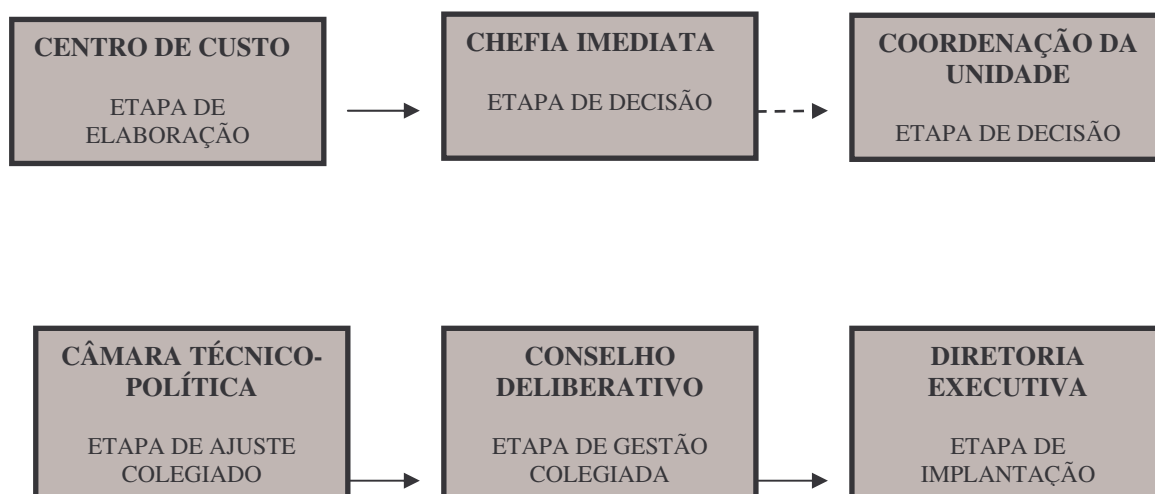 CENTRO DE CUSTO
ETAPA DE
ELABORAÇÃO
CHEFIA IMEDIATA
ETAPA DE DECISÃO
COORDENAÇÃO DA
UNIDADE
ETAPA DE DECISÃO
CÂMARA TÉCNICO-
POLÍTICA
ETAPA DE AJUSTE
COLEGIADO
CONSELHO
DELIBERATIVO
ETAPA DE GESTÃO
COLEGIADA
DIRETORIA
EXECUTIVA
ETAPA DE
IMPLANTAÇÃO